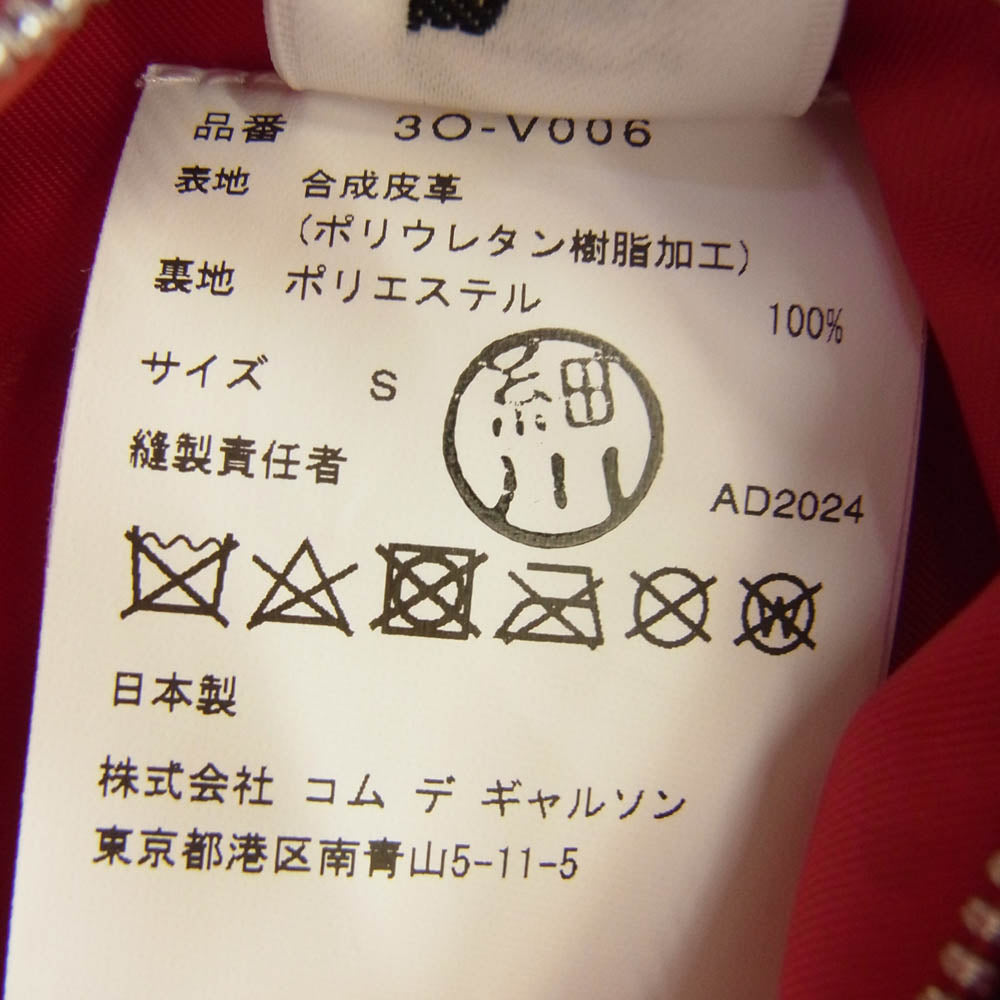 品番 3O-V006
表地 合成皮革
(ポリウレタン樹脂加工)
裏地 ポリエステル 100%
サイズ S
細川
縫製責任者
AD2024
W
日本製
株式会社 コム デ ギャルソン
東京都港区南青山5-11-5